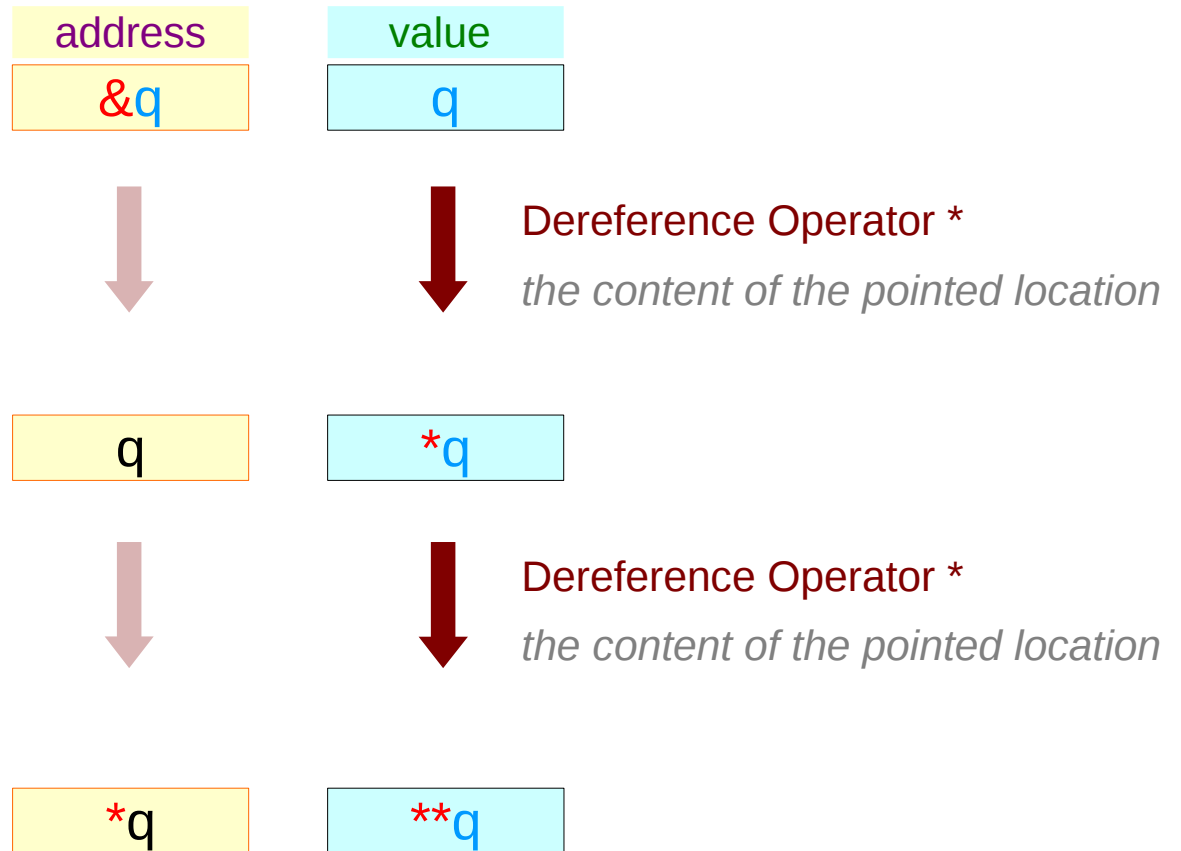 address value
&q q
Dereference Operator *
the content of the pointed location
q *q
Dereference Operator *
the content of the pointed location
*q **q